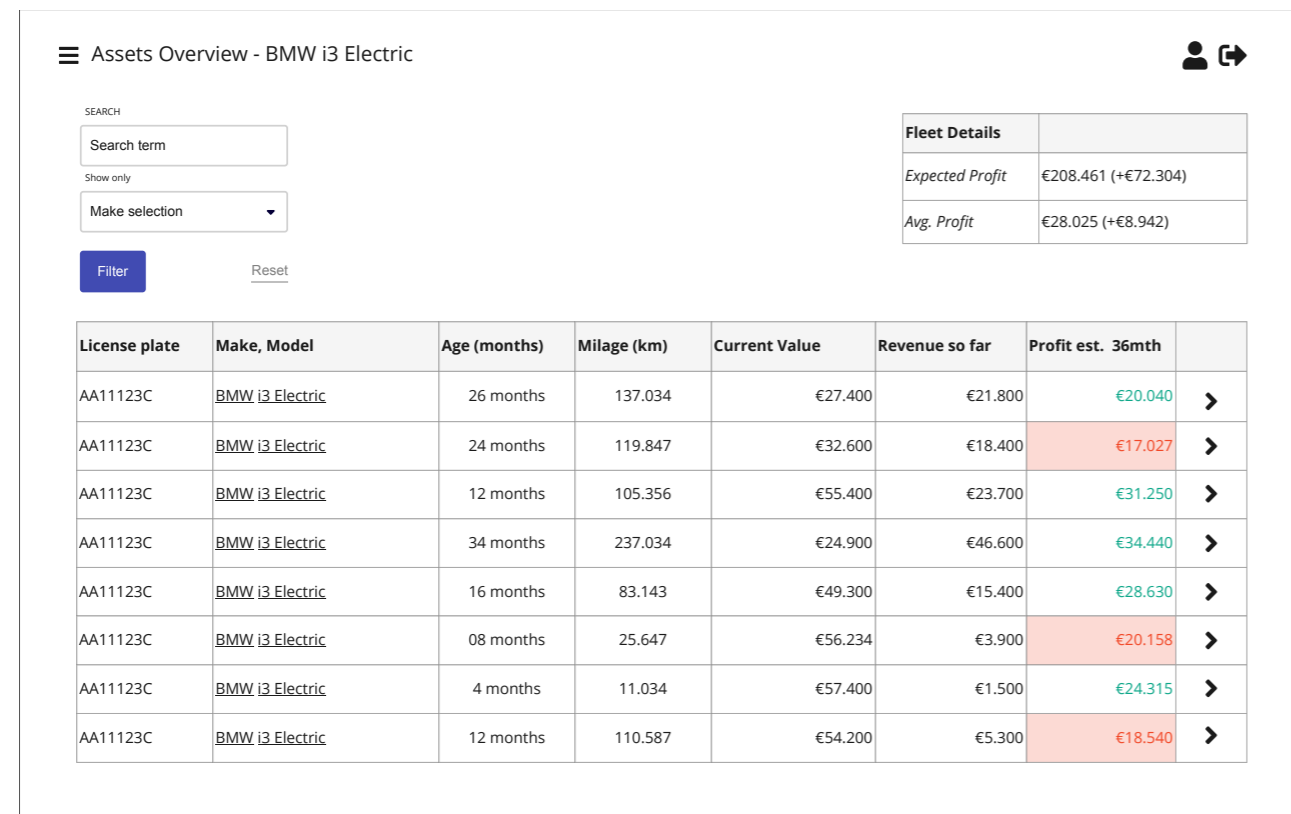 Assets Overview - BMW i3 Electric
SEARCH
Search term
Show only
Make selection
Filter Reset
Fleet Details
Expected Profit €208.461 (+€72.304)
Avg. Profit €28.025 (+€8.942)
License plate Make, Model Age (months) Milage (km) Current Value Revenue so far Profit est. 36mth
AA11123C BMW i3 Electric 26 months 137.034 €27.400 €21.800 €20.040
AA11123C BMW i3 Electric 24 months 119.847 €32.600 €18.400 €17.027
AA11123C BMW i3 Electric 12 months 105.356 €55.400 €23.700 €31.250
AA11123C BMW i3 Electric 34 months 237.034 €24.900 €46.600 €34.440
AA11123C BMW i3 Electric 16 months 83.143 €49.300 €15.400 €28.630
AA11123C BMW i3 Electric 08 months 25.647 €56.234 €3.900 €20.158
AA11123C BMW i3 Electric 4 months 11.034 €57.400 €1.500 €24.315
AA11123C BMW i3 Electric 12 months 110.587 €54.200 €5.300 €18.540